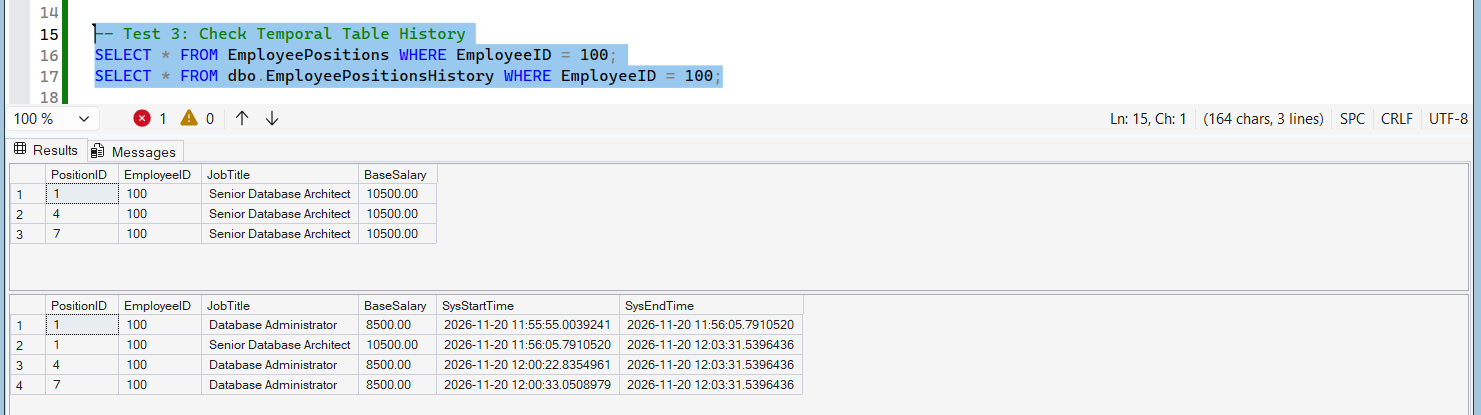 14
15 -- Test 3: Check Temporal Table History
16 SELECT * FROM EmployeePositions WHERE EmployeeID = 100;
17 SELECT * FROM dbo.EmployeePositionsHistory WHERE EmployeeID = 100;
18
100 % 1 0 Ln: 15, Ch: 1 (164 chars, 3 lines) SPC CRLF UTF-8
Results Messages
PositionID EmployeeID JobTitle BaseSalary
1 1 100 Senior Database Architect 10500.00
2 4 100 Senior Database Architect 10500.00
3 7 100 Senior Database Architect 10500.00
PositionID EmployeeID JobTitle BaseSalary SysStartTime SysEndTime
1 1 100 Database Administrator 8500.00 2026-11-20 11:55:55.0039241 2026-11-20 11:56:05.7910520
2 1 100 Senior Database Architect 10500.00 2026-11-20 11:56:05.7910520 2026-11-20 12:03:31.5396436
3 4 100 Database Administrator 8500.00 2026-11-20 12:00:22.8354961 2026-11-20 12:03:31.5396436
4 7 100 Database Administrator 8500.00 2026-11-20 12:00:33.0508979 2026-11-20 12:03:31.5396436